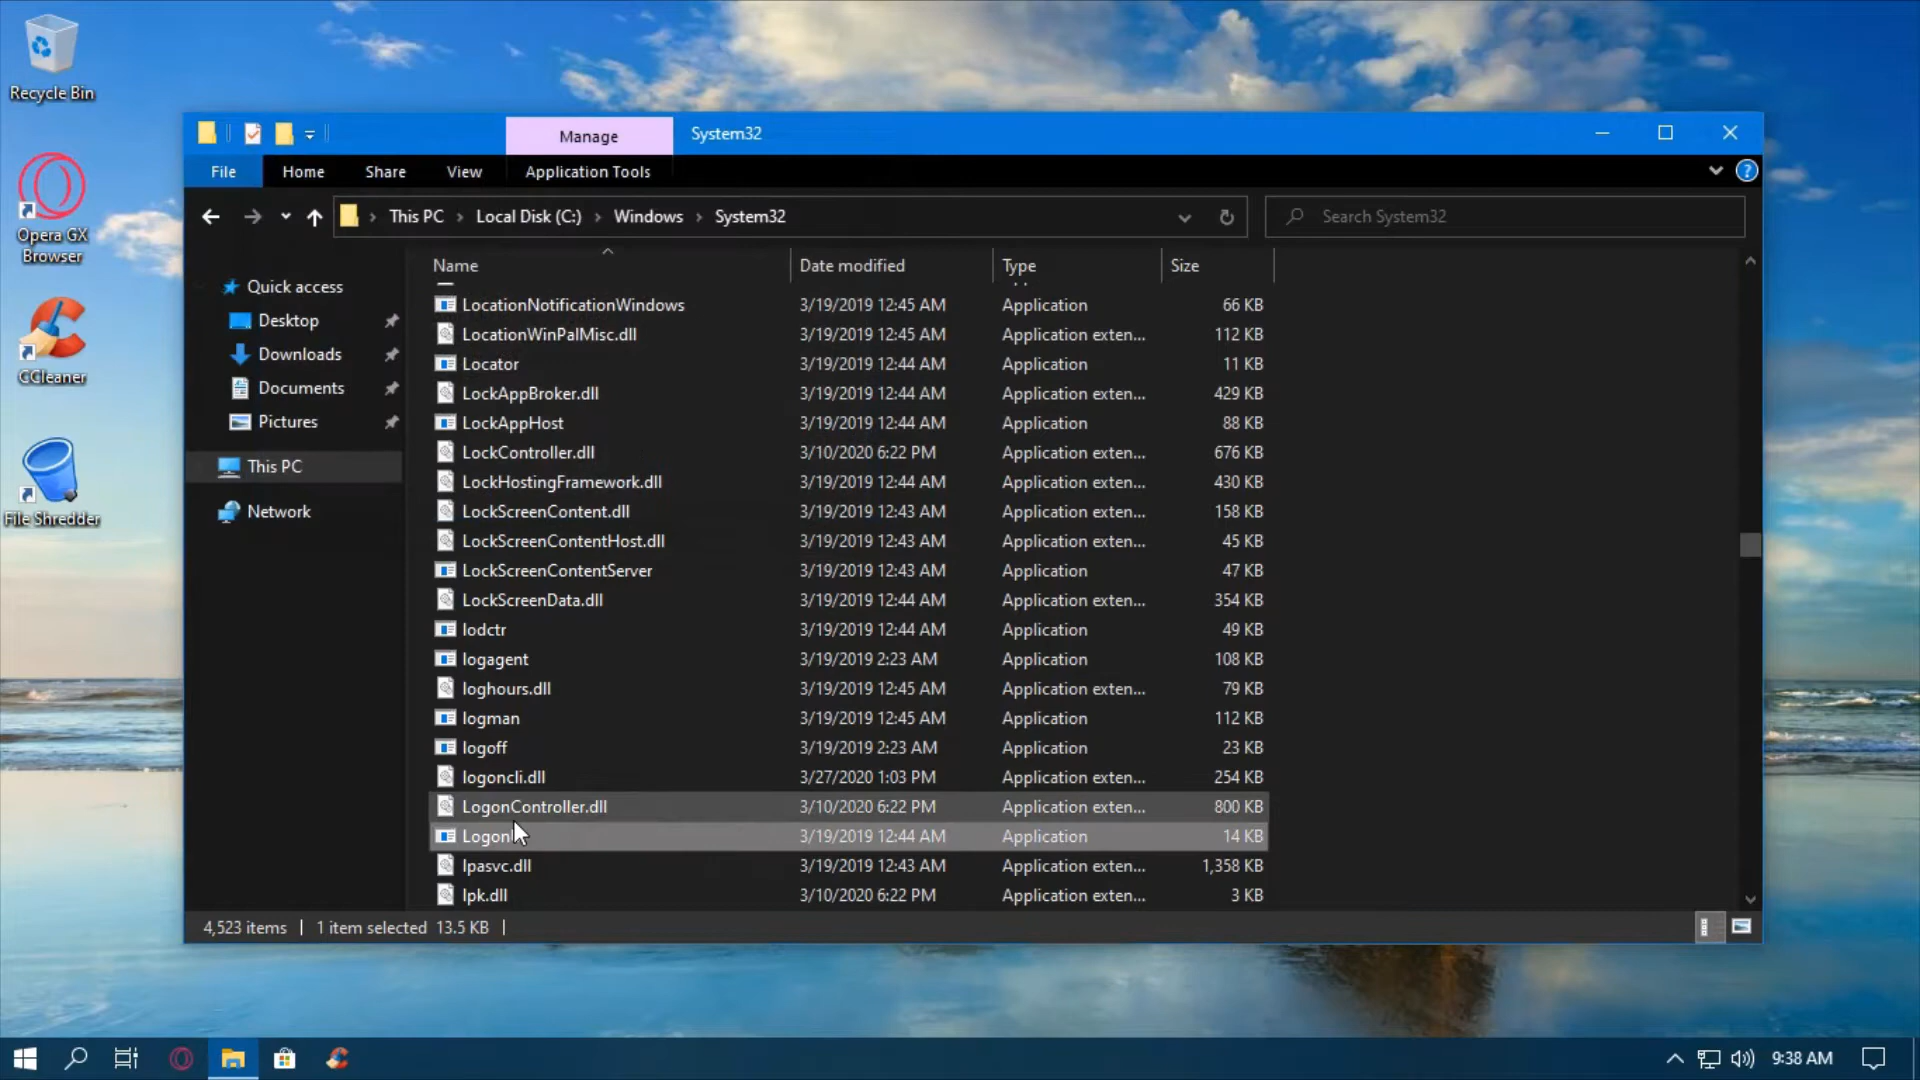 Recycle Bin
Opera GX
Browser
CCleaner
File Shredder
Manage
System32
File
Home
Share
View
Application Tools
?
This PC
Local Disk (C:)
Windows
System32
Search System32
Quick access
Desktop
Downloads
Documents
Pictures
This PC
Network
Name Date modified Type Size
LocationNotificationWindows 3/19/2019 12:45 AM Application 66 KB
LocationWinPalMisc.dll 3/19/2019 12:45 AM Application exten... 112 KB
Locator 3/19/2019 12:44 AM Application 11 KB
LockAppBroker.dll 3/19/2019 12:44 AM Application exten... 429 KB
LockAppHost 3/19/2019 12:44 AM Application 88 KB
LockController.dll 3/10/2020 6:22 PM Application exten... 676 KB
LockHostingFramework.dll 3/19/2019 12:44 AM Application exten... 430 KB
LockScreenContent.dll 3/19/2019 12:43 AM Application exten... 158 KB
LockScreenContentHost.dll 3/19/2019 12:43 AM Application exten... 45 KB
LockScreenContentServer 3/19/2019 12:43 AM Application 47 KB
LockScreenData.dll 3/19/2019 12:44 AM Application exten... 354 KB
lodctr 3/19/2019 12:44 AM Application 49 KB
logagent 3/19/2019 2:23 AM Application 108 KB
loghours.dll 3/19/2019 12:45 AM Application exten... 79 KB
logman 3/19/2019 12:45 AM Application 112 KB
logoff 3/19/2019 2:23 AM Application 23 KB
logoncli.dll 3/27/2020 1:03 PM Application exten... 254 KB
LogonController.dll 3/10/2020 6:22 PM Application exten... 800 KB
3/19/2019 12:44 AM Application 14 KB
lpasvc.dll 3/19/2019 12:43 AM Application exten... 1,358 KB
lpk.dll 3/10/2020 6:22 PM Application exten... 3 KB
4,523 items
1 item selected 13.5 KB
9:38 AM